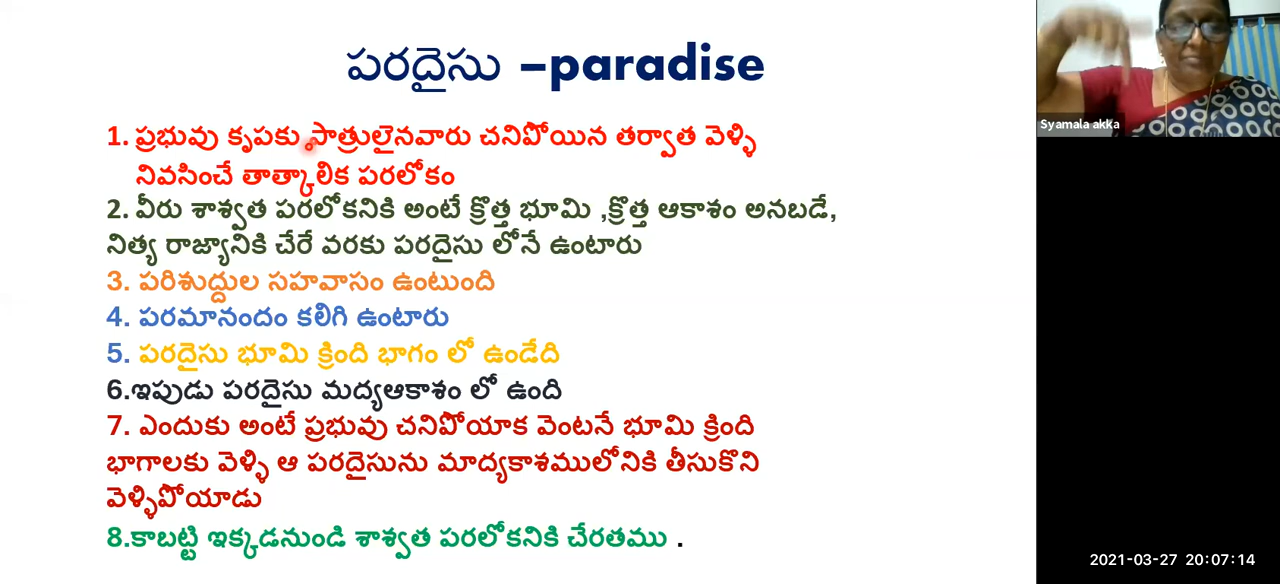 పరదైసు –paradise
1. ప్రభువు కృపకు పాత్రులైనవారు చనిపోయిన తర్వాత వెళ్ళి
నివసించే తాత్కాలిక పరలోకం
2. వీరు శాశ్వత పరలోకనికి అంటే క్రొత్త భూమి ,క్రొత్త ఆకాశం అనబడే,
నిత్య రాజ్యానికి చేరే వరకు పరదైసు లోనే ఉంటారు
3. పరిశుద్దుల సహవాసం ఉంటుంది
4. పరమానందం కలిగి ఉంటారు
5. పరదైసు భూమి క్రింది భాగం లో ఉండేది
6.ఇపుడు పరదైసు మద్యఆకాశం లో ఉంది
7. ఎందుకు అంటే ప్రభువు చనిపోయాక వెంటనే భూమి క్రింది
భాగాలకు వెళ్ళి ఆ పరదైసును మాద్యకాశములోనికి తీసుకొని
వెళ్ళిపోయాడు
8.కాబట్టి ఇక్కడనుండి శాశ్వత పరలోకనికి చేరతము .
Syamala akka
2021-03-27 20:07:14